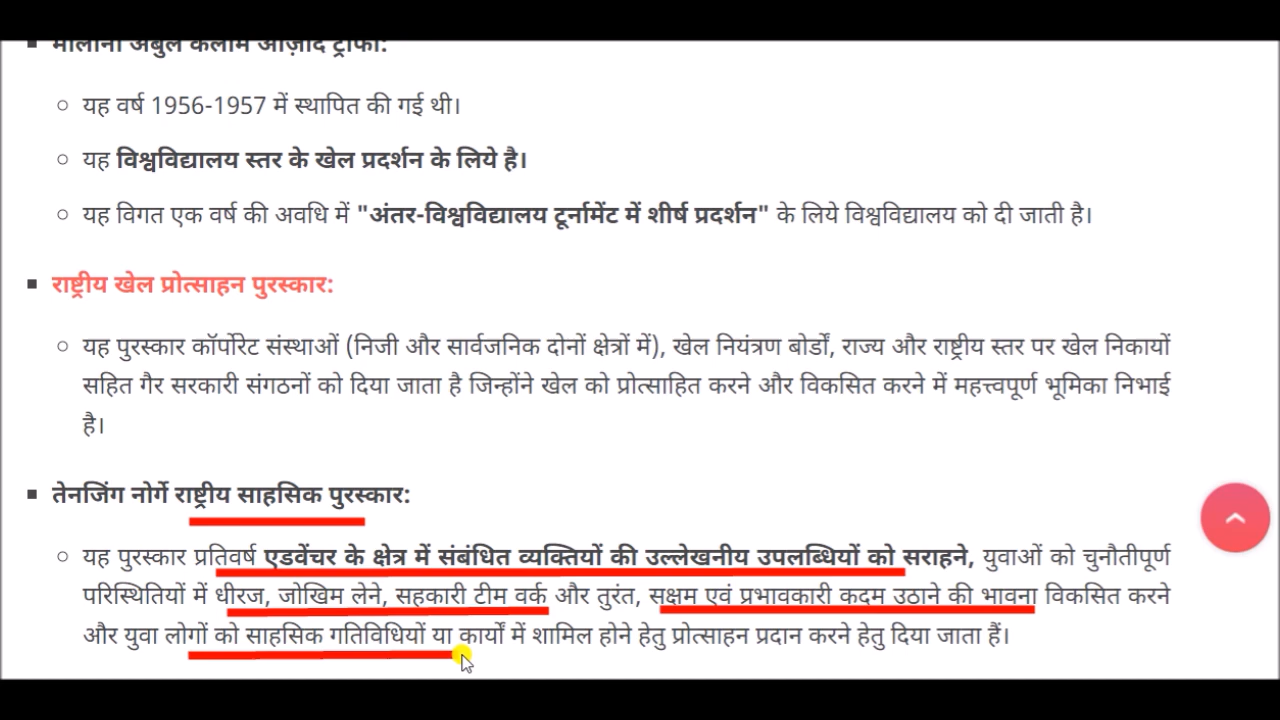 मौलाना अबुल कलाम आज़ाद ट्रॉफी:
यह वर्ष 1956-1957 में स्थापित की गई थी।
यह विश्वविद्यालय स्तर के खेल प्रदर्शन के लिये है।
यह विगत एक वर्ष की अवधि में "अंतर-विश्वविद्यालय टूर्नामेंट में शीर्ष प्रदर्शन" के लिये विश्वविद्यालय को दी जाती है।
राष्ट्रीय खेल प्रोत्साहन पुरस्कार:
यह पुरस्कार कॉर्पोरेट संस्थाओं (निजी और सार्वजनिक दोनों क्षेत्रों में), खेल नियंत्रण बोर्डों, राज्य और राष्ट्रीय स्तर पर खेल निकायों
सहित गैर सरकारी संगठनों को दिया जाता है जिन्होंने खेल को प्रोत्साहित करने और विकसित करने में महत्त्वपूर्ण भूमिका निभाई
है।
तेनजिंग नोर्गे राष्ट्रीय साहसिक पुरस्कार:
यह पुरस्कार प्रतिवर्ष एडवेंचर के क्षेत्र में संबंधित व्यक्तियों की उल्लेखनीय उपलब्धियों को सराहने, युवाओं को चुनौतीपूर्ण
परिस्थितियों में धीरज, जोखिम लेने, सहकारी टीम वर्क और तुरंत, सक्षम एवं प्रभावकारी कदम उठाने की भावना विकसित करने
और युवा लोगों को साहसिक गतिविधियों या कार्यों में शामिल होने हेतु प्रोत्साहन प्रदान करने हेतु दिया जाता हैं।